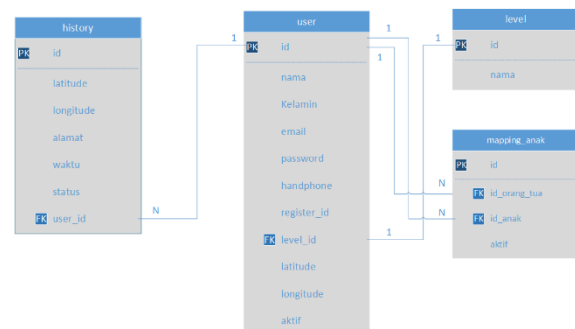 history
PK id
latitude
longitude
alamat
waktu
status
FK user_id
N
1
user
PK id
nama
Kelamin
email
password
handphone
register_id
FK level_id
latitude
longitude
aktif
1
1
1
1
N
N
level
PK id
nama
mapping_anak
PK id
FK id_orang_tua
FK id_anak
aktif